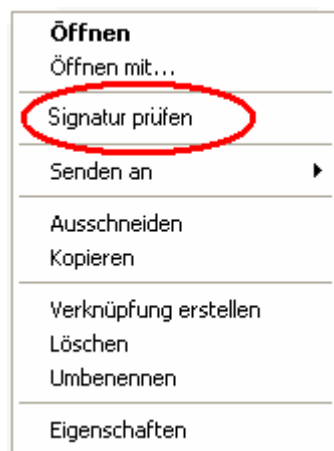 Öffnen
Öffnen mit...
Signatur prüfen
Senden an
Ausschneiden
Kopieren
Verknüpfung erstellen
Löschen
Umbenennen
Eigenschaften